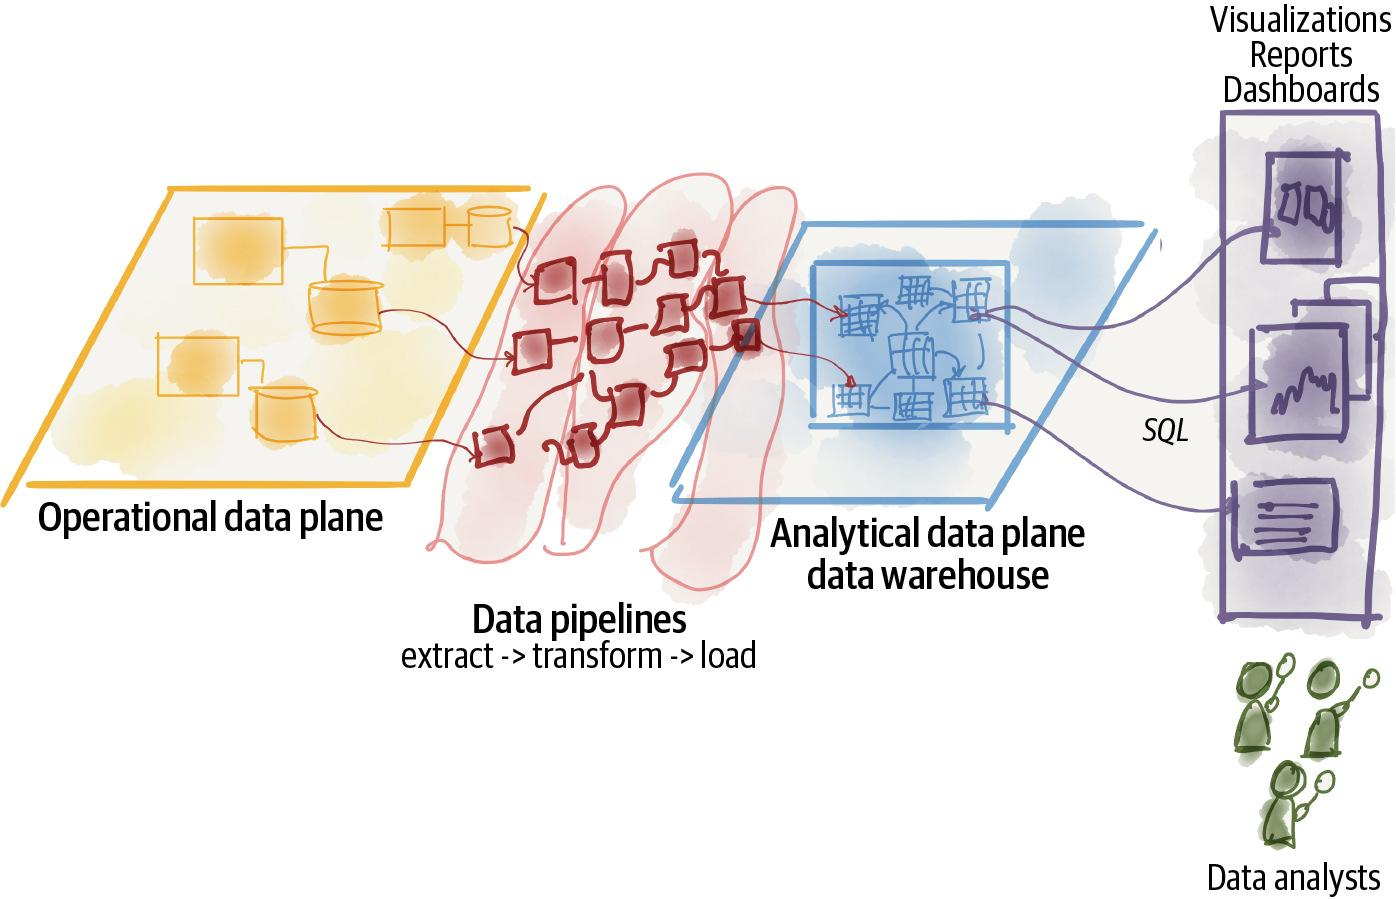 Visualizations
Reports
Dashboards
SQL
Operational data plane
Analytical data plane
data warehouse
Data pipelines
extract -> transform -> load
Data analysts